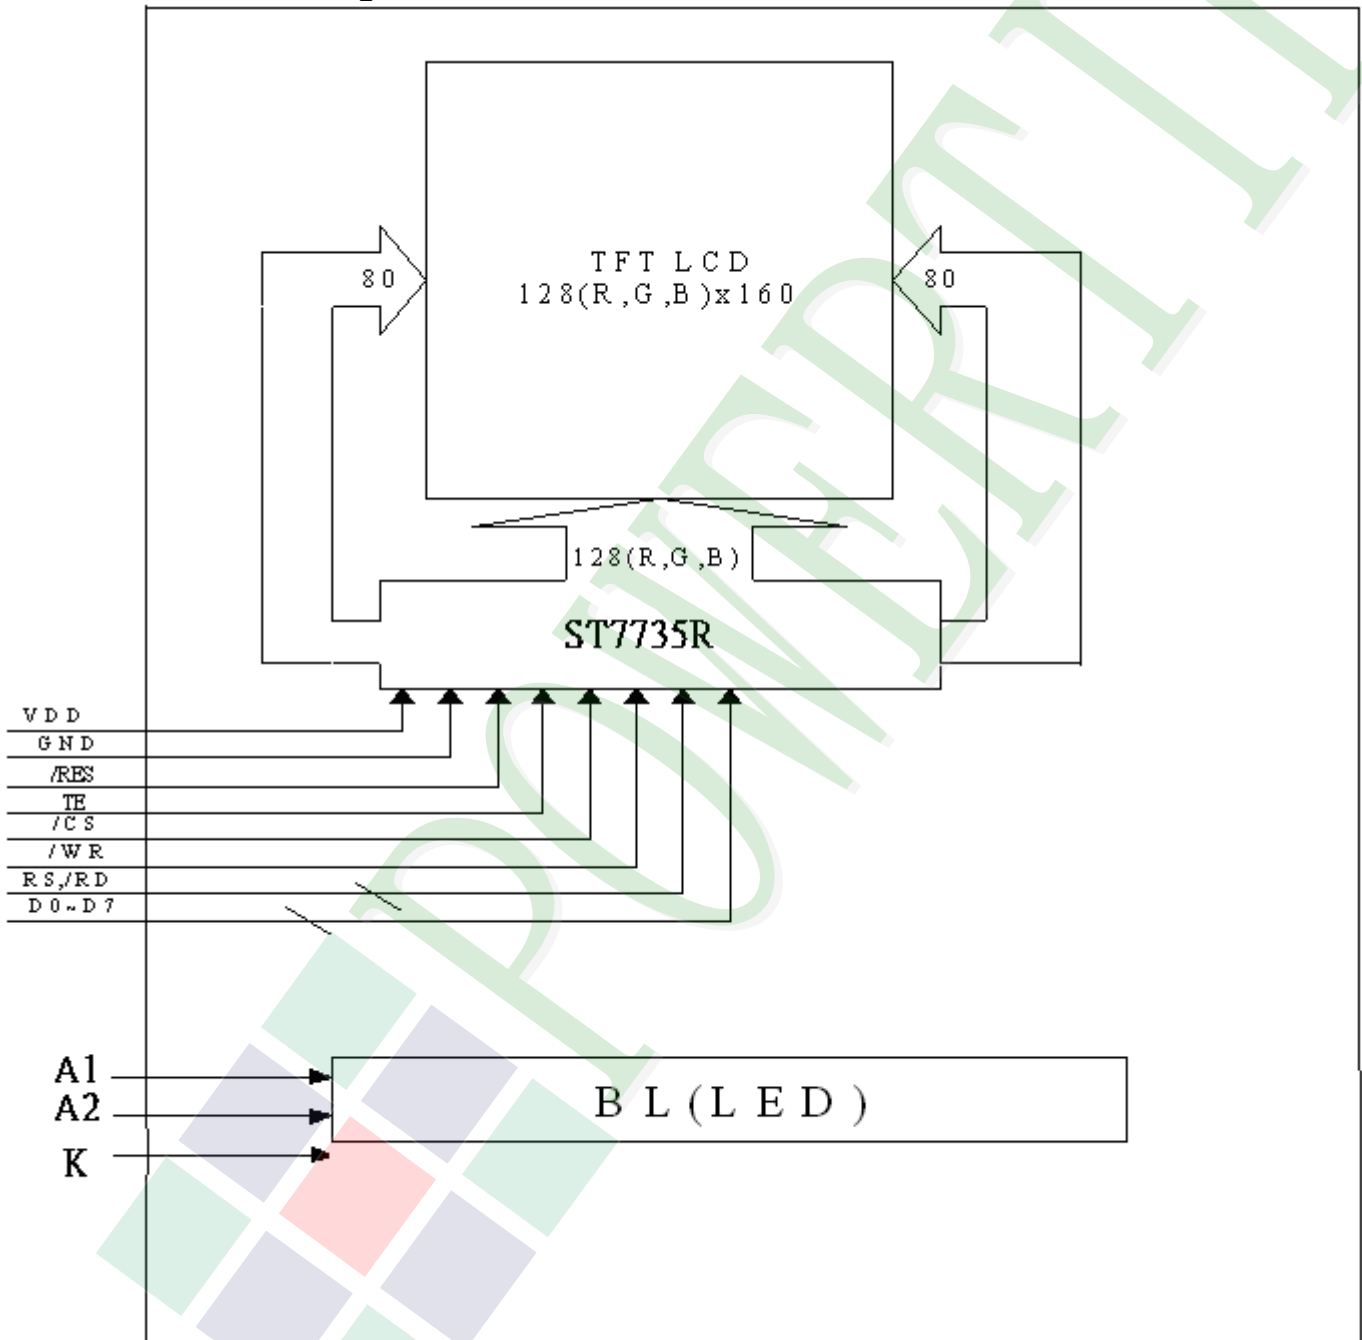 TFT LCD
128(R,G,B)x160
80
80
128(R,G,B)
ST7735R
VDD
GND
/RES
TE
/CS
/WR
RS,/RD
D0~D7
A1
A2
K
BL(LED)